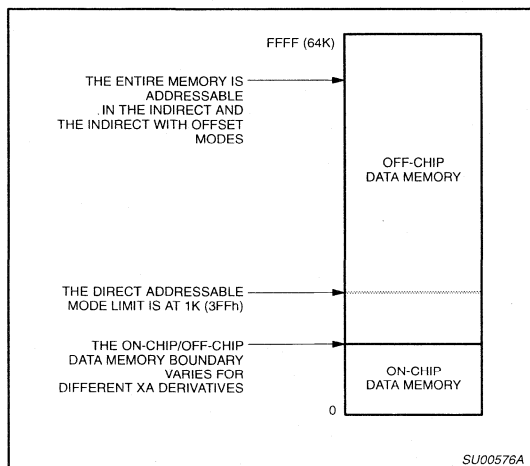 FFFF (64K)
THE ENTIRE MEMORY IS
ADDRESSABLE
IN THE INDIRECT AND
THE INDIRECT WITH OFFSET
MODES
OFF-CHIP
DATA MEMORY
THE DIRECT ADDRESSABLE
MODE LIMIT IS AT 1K (3FFh)
THE ON-CHIP/OFF-CHIP
DATA MEMORY BOUNDARY
VARIES FOR
DIFFERENT XA DERIVATIVES
ON-CHIP
DATA MEMORY
0
SU00576A